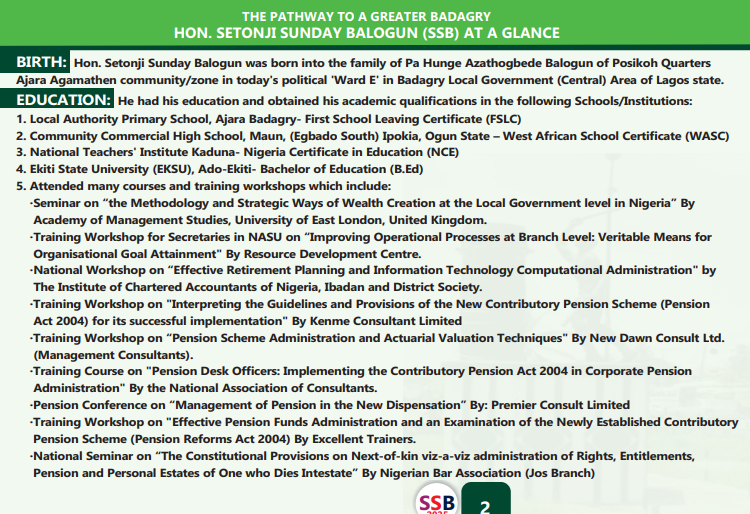 THE PATHWAY TO A GREATER BADAGRY
HON. SETONJI SUNDAY BALOGUN (SSB) AT A GLANCE
BIRTH: Hon. Setonji Sunday Balogun was born into the family of Pa Hunge Azathogbede Balogun of Posikoh Quarters
Ajara Agamathen community/zone in today's political 'Ward E' in Badagry Local Government (Central) Area of Lagos state.
EDUCATION: He had his education and obtained his academic qualifications in the following Schools/Institutions:
1. Local Authority Primary School, Ajara Badagry- First School Leaving Certificate (FSLC)
2. Community Commercial High School, Maun, (Egbado South) Ipokia, Ogun State – West African School Certificate (WASC)
3. National Teachers' Institute Kaduna- Nigeria Certificate in Education (NCE)
4. Ekiti State University (EKSU), Ado-Ekiti- Bachelor of Education (B.Ed)
5. Attended many courses and training workshops which include:
·Seminar on “the Methodology and Strategic Ways of Wealth Creation at the Local Government level in Nigeria” By
Academy of Management Studies, University of East London, United Kingdom.
·Training Workshop for Secretaries in NASU on “Improving Operational Processes at Branch Level: Veritable Means for
Organisational Goal Attainment" By Resource Development Centre.
·National Workshop on “Effective Retirement Planning and Information Technology Computational Administration" by
The Institute of Chartered Accountants of Nigeria, Ibadan and District Society.
·Training Workshop on "Interpreting the Guidelines and Provisions of the New Contributory Pension Scheme (Pension
Act 2004) for its successful implementation" By Kenme Consultant Limited
·Training Workshop on “Pension Scheme Administration and Actuarial Valuation Techniques" By New Dawn Consult Ltd.
(Management Consultants).
·Training Course on "Pension Desk Officers: Implementing the Contributory Pension Act 2004 in Corporate Pension
Administration" By the National Association of Consultants.
·Pension Conference on “Management of Pension in the New Dispensation” By: Premier Consult Limited
·Training Workshop on "Effective Pension Funds Administration and an Examination of the Newly Established Contributory
Pension Scheme (Pension Reforms Act 2004) By Excellent Trainers.
·National Seminar on “The Constitutional Provisions on Next-of-kin viz-a-viz administration of Rights, Entitlements,
Pension and Personal Estates of One who Dies Intestate” By Nigerian Bar Association (Jos Branch)
SSB
2025
2